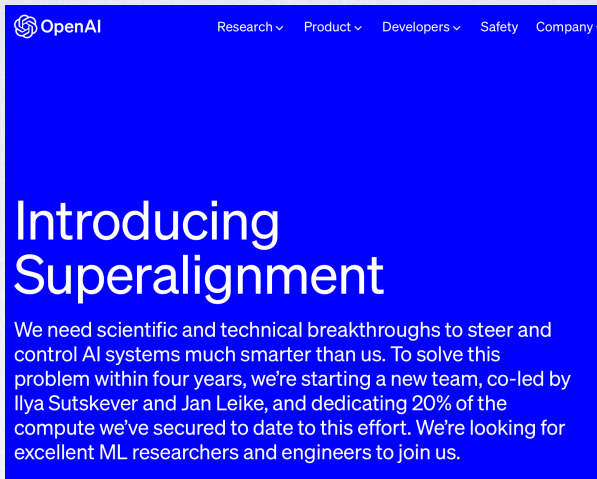 OpenAI Research Product Developers Safety Company
Introducing
Superalignment
We need scientific and technical breakthroughs to steer and
control AI systems much smarter than us. To solve this
problem within four years, we’re starting a new team, co-led by
Ilya Sutskever and Jan Leike, and dedicating 20% of the
compute we’ve secured to date to this effort. We’re looking for
excellent ML researchers and engineers to join us.